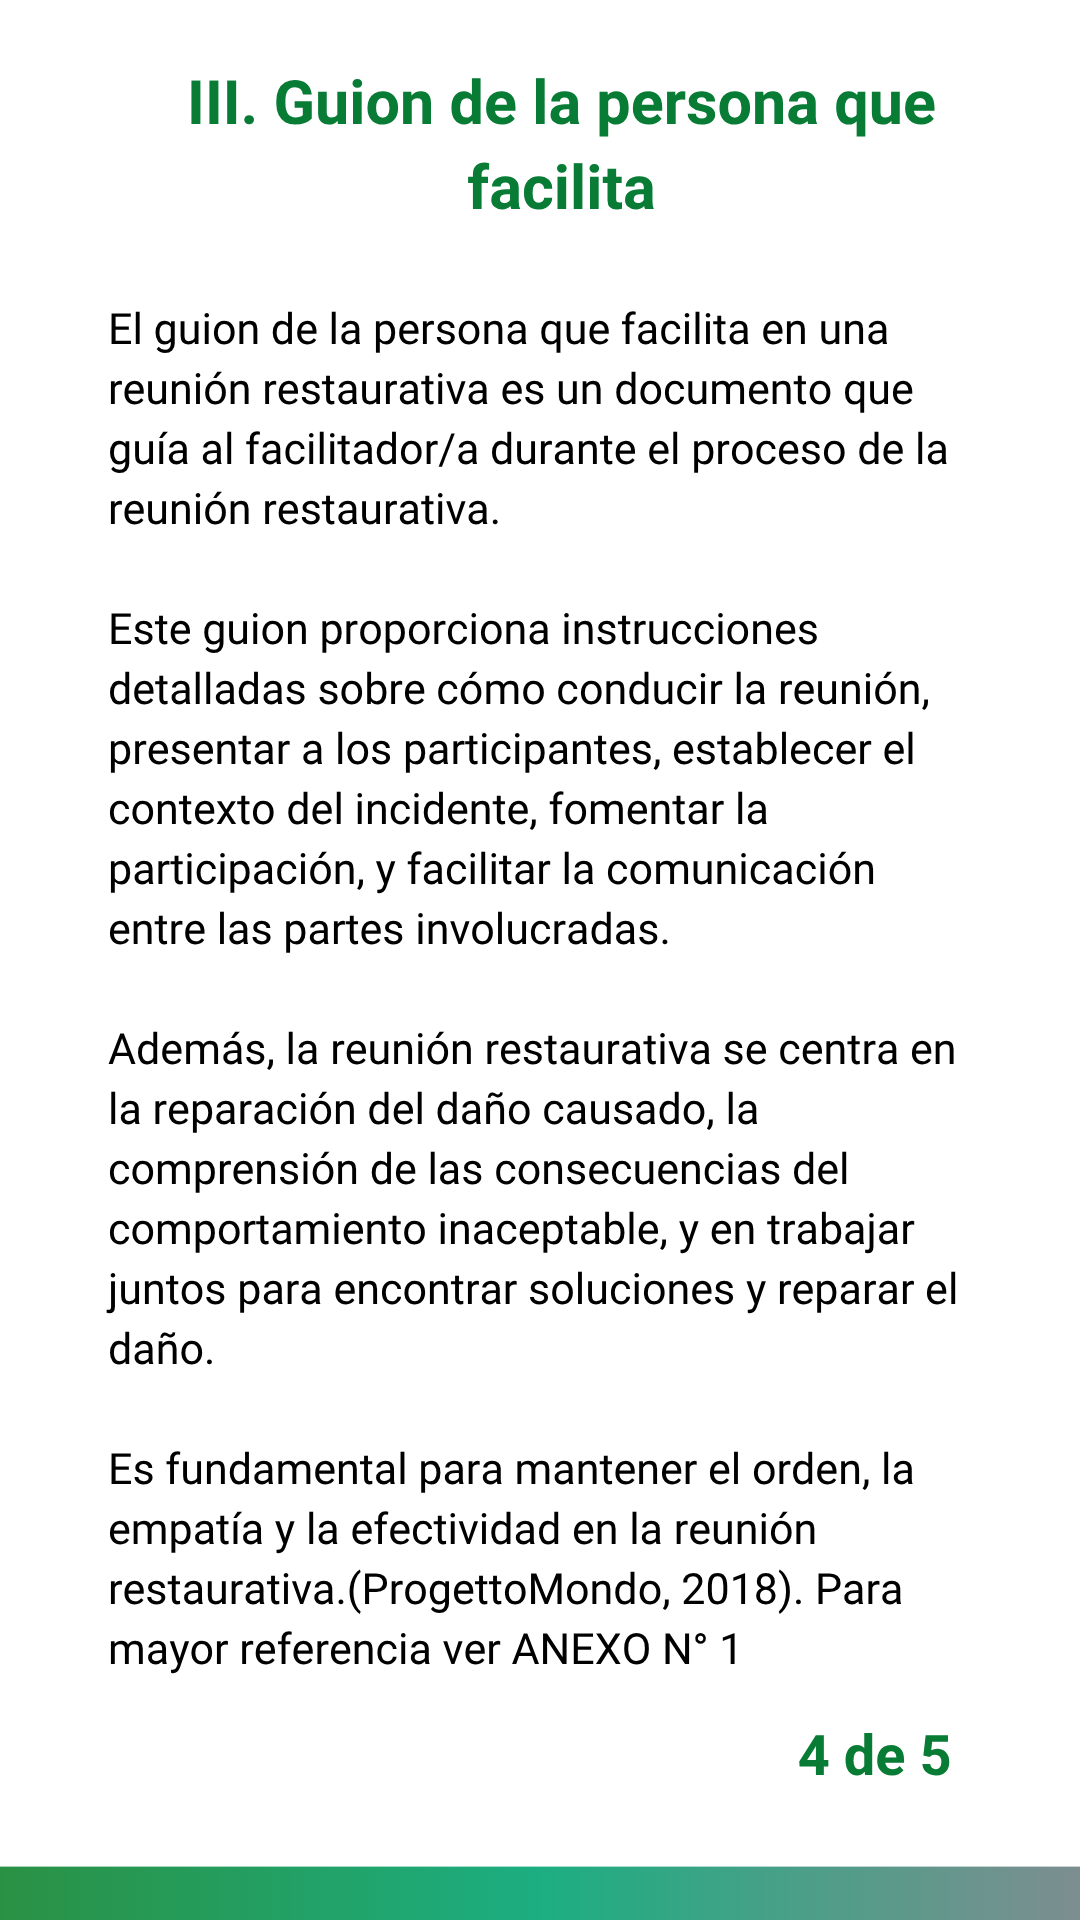 III. Guion de la persona que
facilita
El guion de la persona que facilita en una
reunión restaurativa es un documento que
guía al facilitador/a durante el proceso de la
reunión restaurativa.
Este guion proporciona instrucciones
detalladas sobre cómo conducir la reunión,
presentar a los participantes, establecer el
contexto del incidente, fomentar la
participación, y facilitar la comunicación
entre las partes involucradas.
Además, la reunión restaurativa se centra en
la reparación del daño causado, la
comprensión de las consecuencias del
comportamiento inaceptable, y en trabajar
juntos para encontrar soluciones y reparar el
daño.
Es fundamental para mantener el orden, la
empatía y la efectividad en la reunión
restaurativa.(ProgettoMondo, 2018). Para
mayor referencia ver ANEXO N° 1
4 de 5